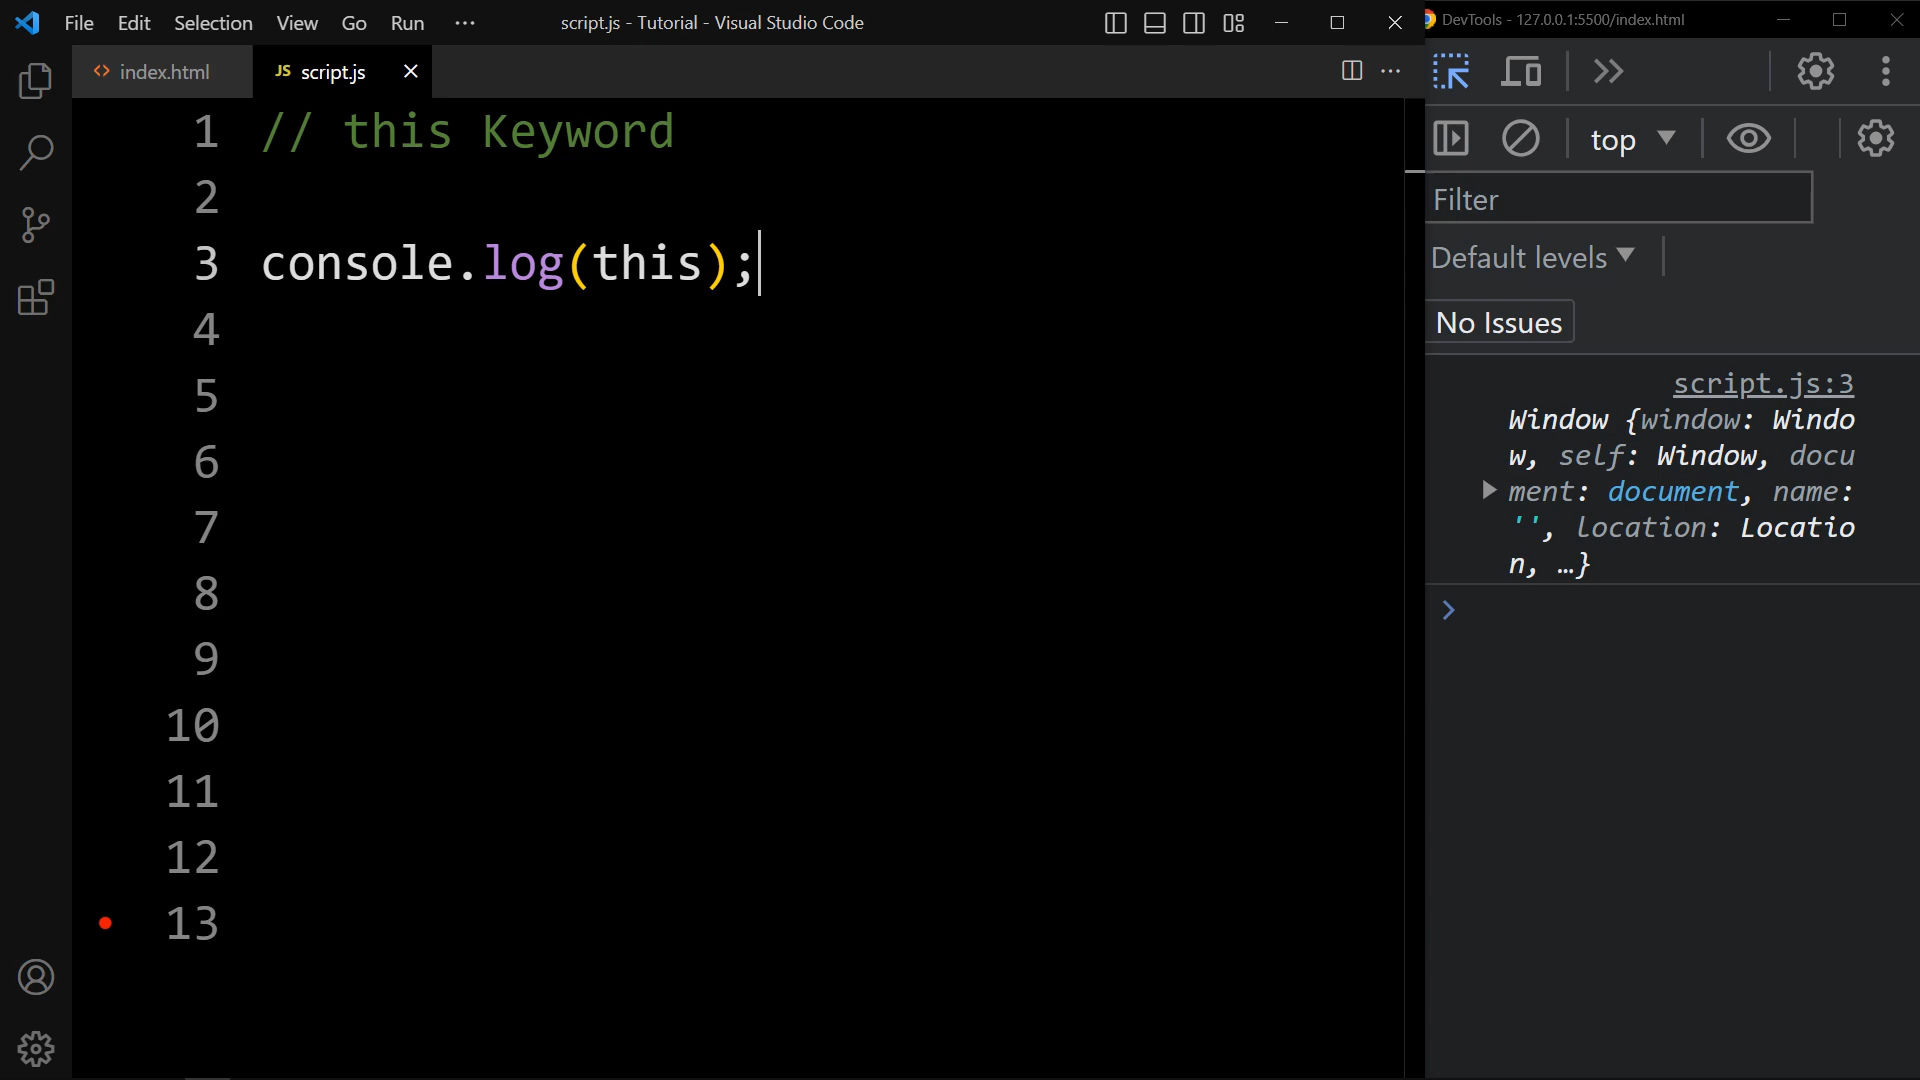 File Edit Selection View Go Run ··· script.js - Tutorial - Visual Studio Code
DevTools - 127.0.0.1:5500/index.html
<> index.html JS script.js
1 // this Keyword
2
3 console.log(this);
4
5
6
7
8
9
10
11
12
13
top
Filter
Default levels
No Issues
script.js:3
Window {window: Windo
w, self: Window, docu
ment: document, name:
'', location: Locatio
n, …}